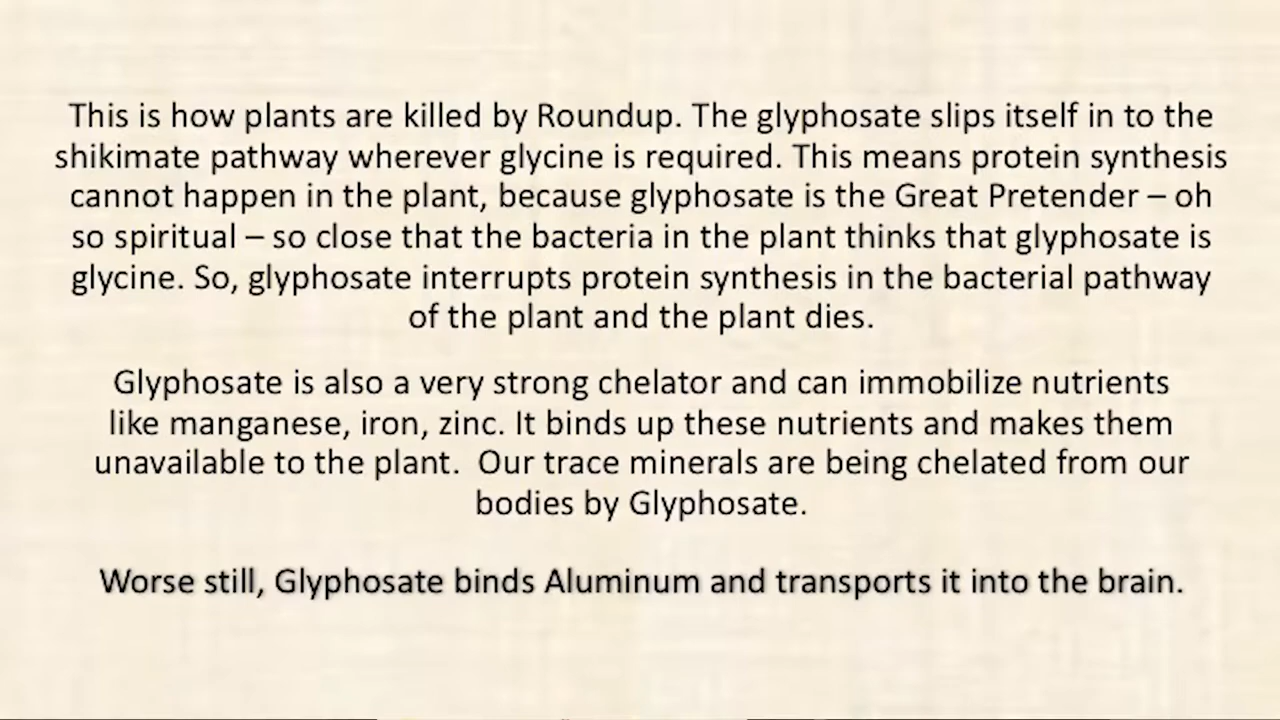 This is how plants are killed by Roundup. The glyphosate slips itself in to the
shikimate pathway wherever glycine is required. This means protein synthesis
cannot happen in the plant, because glyphosate is the Great Pretender – oh
so spiritual – so close that the bacteria in the plant thinks that glyphosate is
glycine. So, glyphosate interrupts protein synthesis in the bacterial pathway
of the plant and the plant dies.
Glyphosate is also a very strong chelator and can immobilize nutrients
like manganese, iron, zinc. It binds up these nutrients and makes them
unavailable to the plant.  Our trace minerals are being chelated from our
bodies by Glyphosate.
Worse still, Glyphosate binds Aluminum and transports it into the brain.